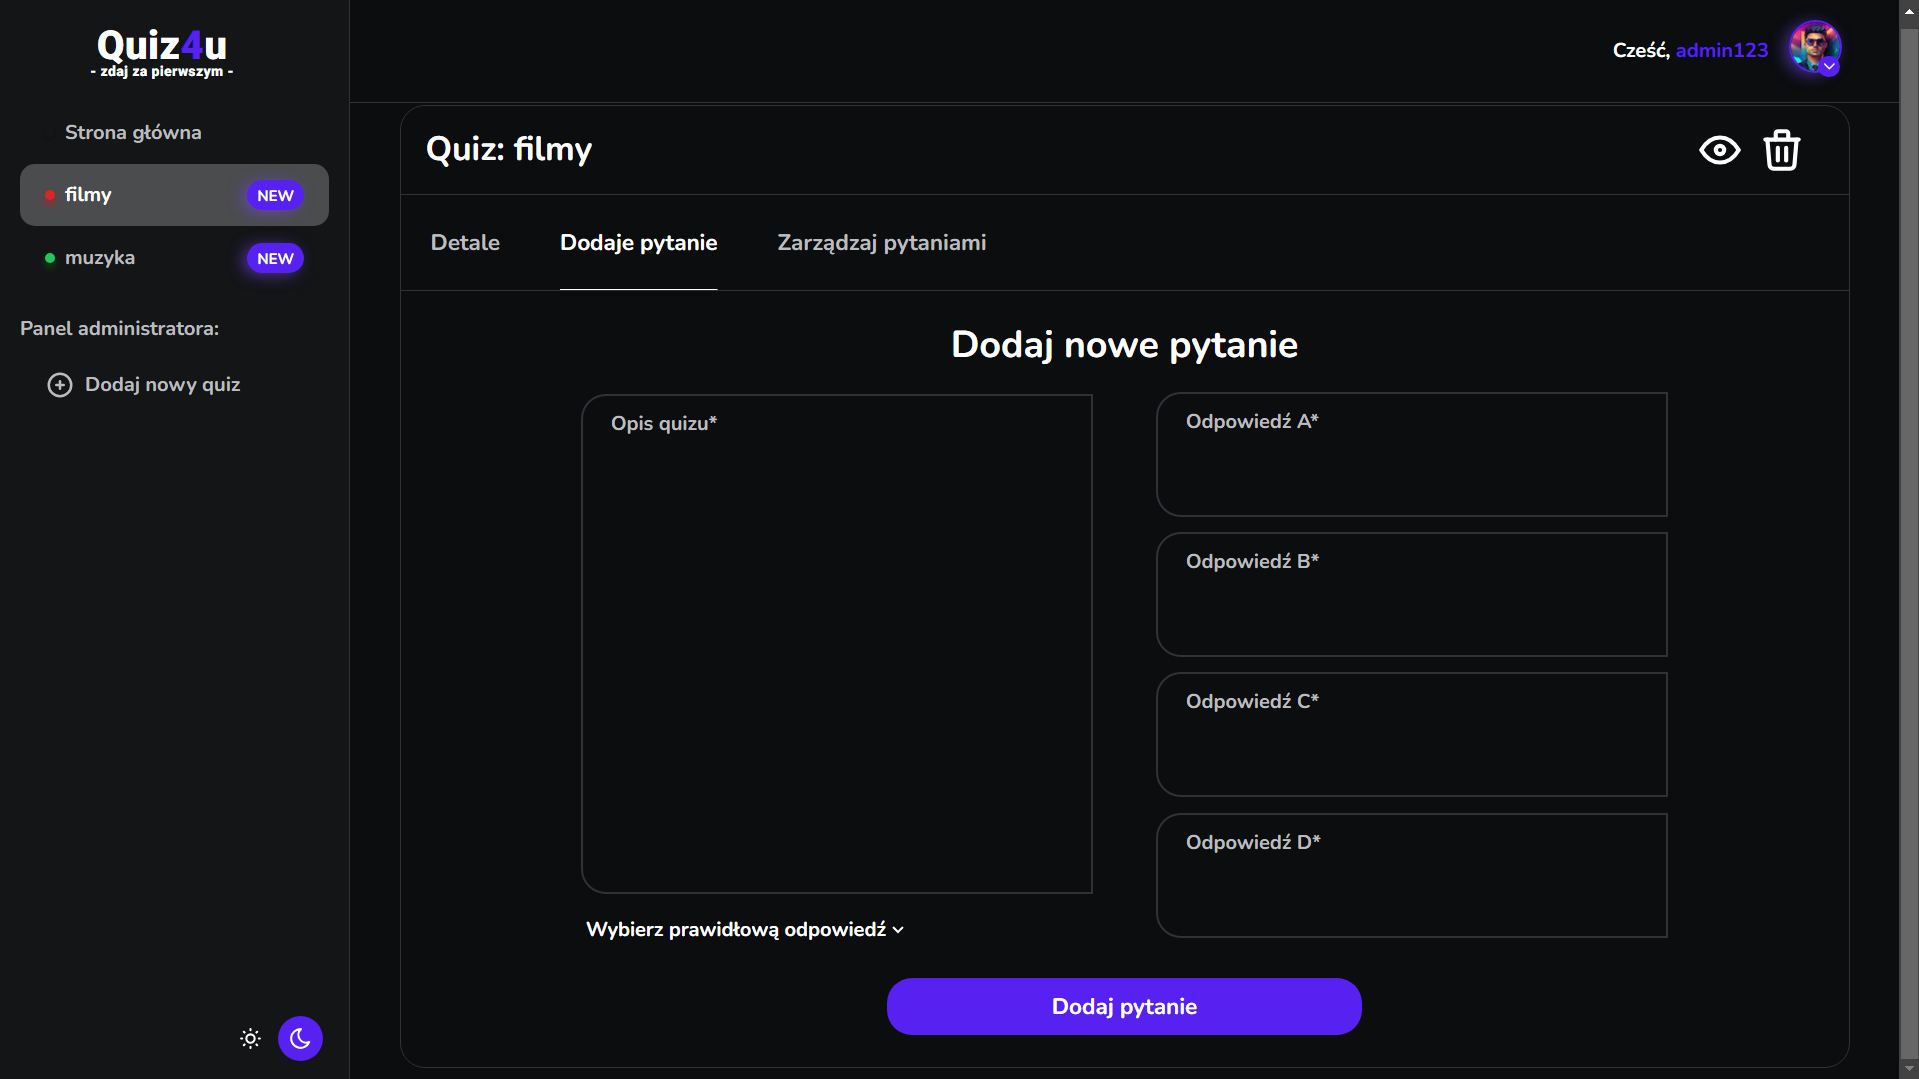 Quiz4u
- zdaj za pierwszym -
Strona główna
filmy NEW
muzyka NEW
Panel administratora:
Dodaj nowy quiz
Cześć, admin123
Quiz: filmy
Detale Dodaje pytanie Zarządzaj pytaniami
Dodaj nowe pytanie
Opis quizu*
Wybierz prawidłową odpowiedź
Odpowiedź A*
Odpowiedź B*
Odpowiedź C*
Odpowiedź D*
Dodaj pytanie